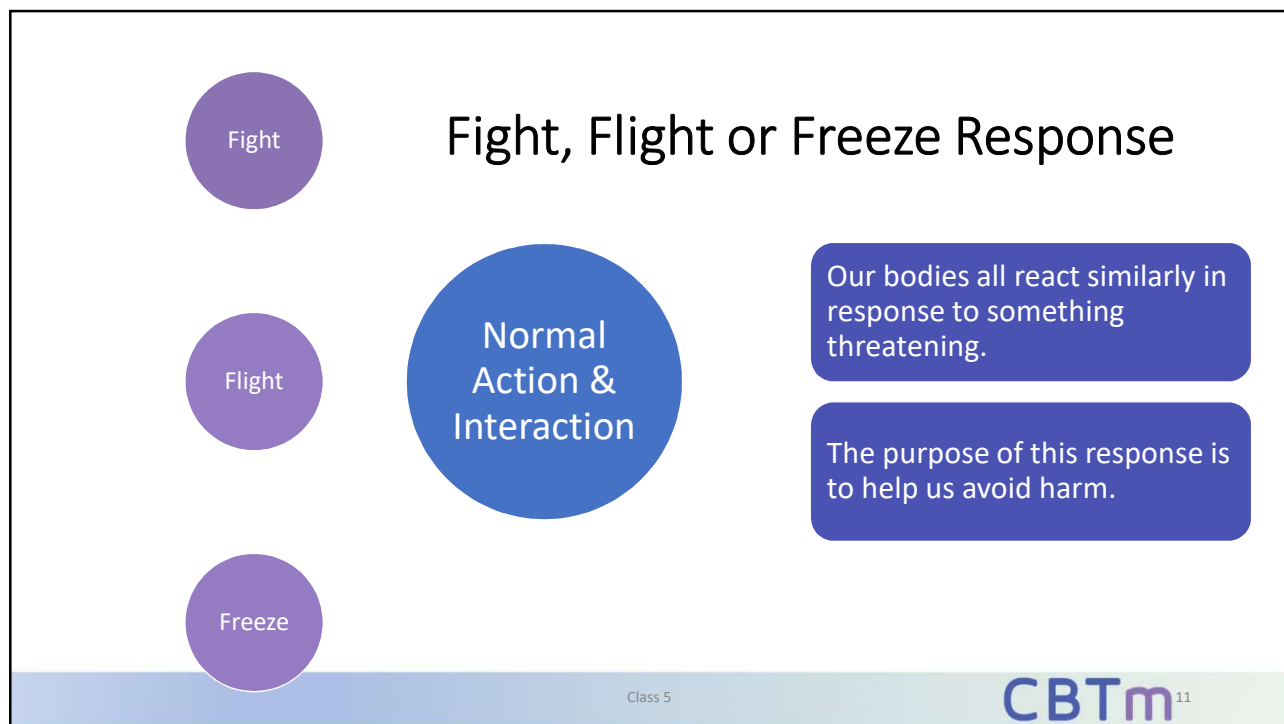 Fight, Flight or Freeze Response
Fight
Flight
Freeze
Normal
Action &
Interaction
Our bodies all react similarly in
response to something
threatening.
The purpose of this response is
to help us avoid harm.
Class 5
CBTm
11